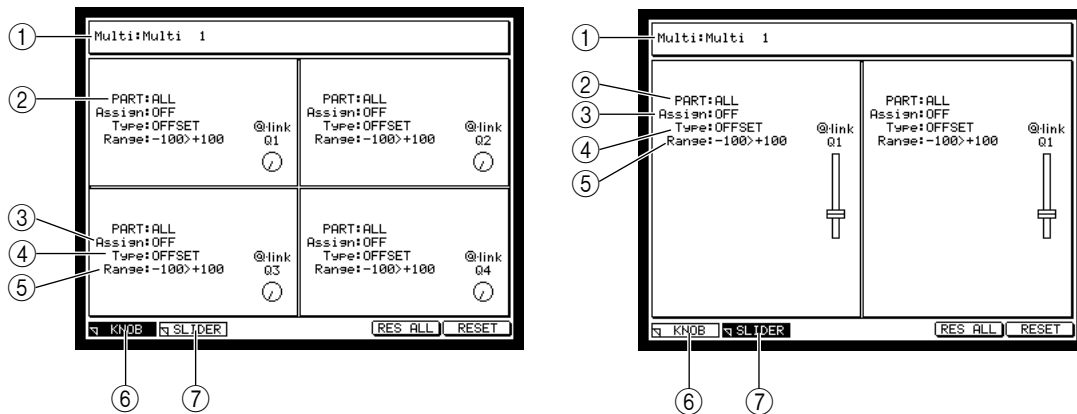 ① Multi:Multi 1
② PART:ALL
Assign:OFF
Type:OFFSET
Range:-100>+100
@-link
Q1
PART:ALL
Assign:OFF
Type:OFFSET
Range:-100>+100
@-link
Q2
PART:ALL
③ Assign:OFF
④ Type:OFFSET
⑤ Range:-100>+100
@-link
Q3
PART:ALL
Assign:OFF
Type:OFFSET
Range:-100>+100
@-link
Q4
KNOB SLIDER RES ALL RESET
⑥ ⑦
① Multi:Multi 1
② PART:ALL
③ Assign:OFF
④ Type:OFFSET
⑤ Range:-100>+100
@-link
Q1
PART:ALL
Assign:OFF
Type:OFFSET
Range:-100>+100
@-link
Q1
KNOB SLIDER RES ALL RESET
⑥ ⑦